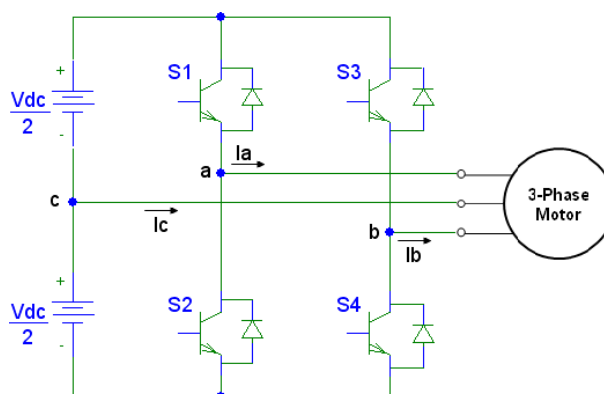 S1
S3
+
Vdc
2
-
Ia
a
c
Ic
3-Phase
Motor
b
Ib
+
Vdc
2
-
S2
S4